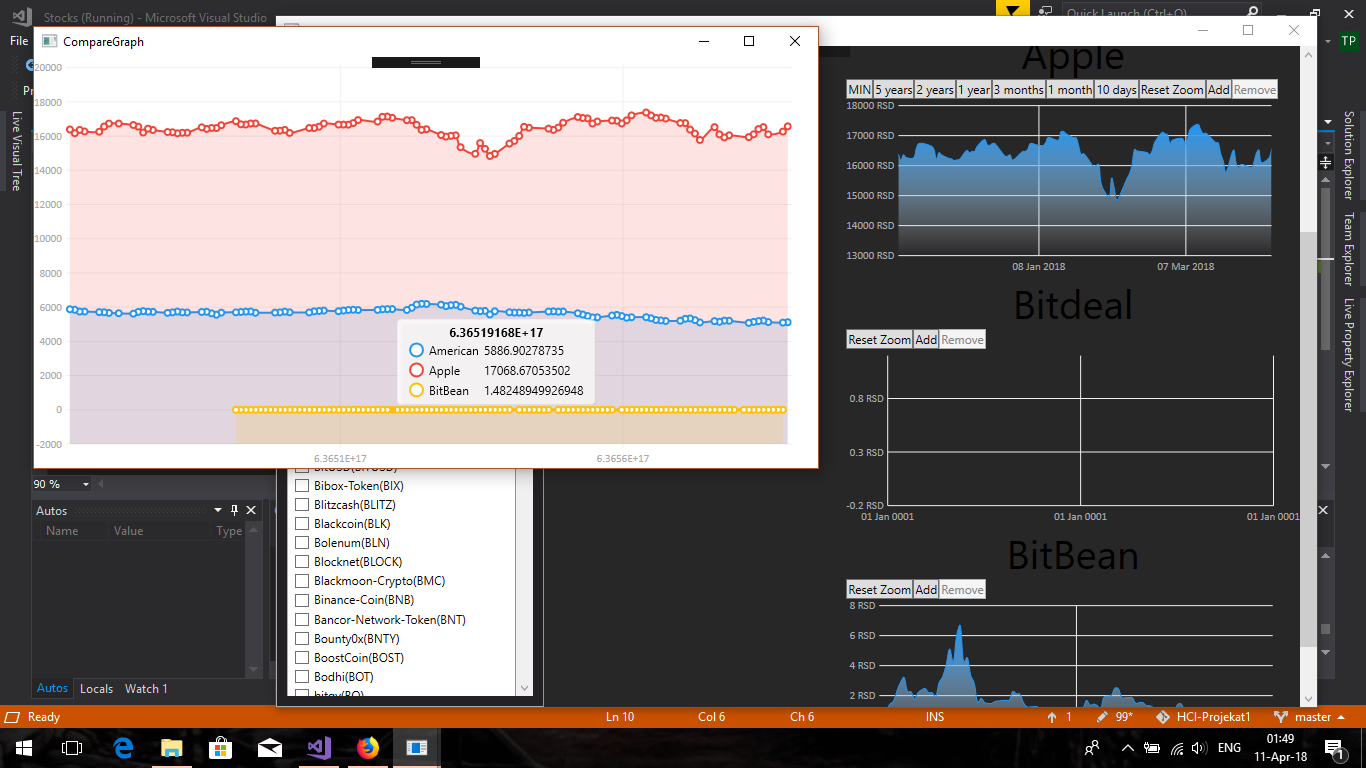 Stocks (Running) - Microsoft Visual Studio
Quick Launch (Ctrl+Q)
File
TP
CompareGraph
20000
18000
16000
14000
12000
10000
8000
6000
4000
2000
0
-2000
6.3651E+17
6.3656E+17
6.36519168E+17
American 5886.90278735
Apple 17068.67053502
BitBean 1.48248949926948
Live Visual Tree
Apple
MIN 5 years 2 years 1 year 3 months 1 month 10 days Reset Zoom Add Remove
18000 RSD
17000 RSD
16000 RSD
15000 RSD
14000 RSD
13000 RSD
08 Jan 2018
07 Mar 2018
Bitdeal
Reset Zoom Add Remove
0.8 RSD
0.3 RSD
-0.2 RSD
01 Jan 0001
01 Jan 0001
01 Jan 0001
BitBean
Reset Zoom Add Remove
8 RSD
6 RSD
4 RSD
2 RSD
Solution Explorer
Team Explorer
Live Property Explorer
90 %
Autos
Name Value Type
Autos Locals Watch 1
Bibox-Token(BIX)
Blitzcash(BLITZ)
Blackcoin(BLK)
Bolenum(BLN)
Blocknet(BLOCK)
Blackmoon-Crypto(BMC)
Binance-Coin(BNB)
Bancor-Network-Token(BNT)
Bounty0x(BNTY)
BoostCoin(BOST)
Bodhi(BOT)
Ready
Ln 10
Col 6
Ch 6
INS
1
99*
HCI-Projekat1
master
ENG
01:49
11-Apr-18
1